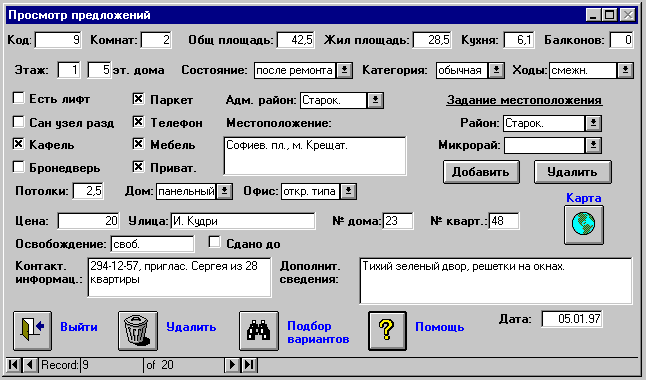 Просмотр предложений
Код: 9 Комнат: 2 Общ площадь: 42,5 Жил площадь: 28,5 Кухня: 6,1 Балконов: 0
Этаж: 1 5 эт. дома Состояние: после ремонта Категория: обычная Ходы: смежн.
Есть лифт Паркет Адм. район: Старок. Задание местоположения
Сан узел разд Телефон Местоположение: Район: Старок.
Кафель Мебель Софиев. пл., м. Крещат. Микрорай:
Бронедверь Приват. Добавить Удалить
Потолки: 2,5 Дом: панельный Офис: откр. типа Карта
Цена: 20 Улица: И. Кудри № дома: 23 № кварт.: 48
Освобождение: своб. Сдано до
Контакт. информац.: 294-12-57, приглас. Сергея из 28 квартиры
Дополнит. сведения: Тихий зеленый двор, решетки на окнах.
Выйти Удалить Подбор вариантов Помощь Дата: 05.01.97
Record: 9 of 20